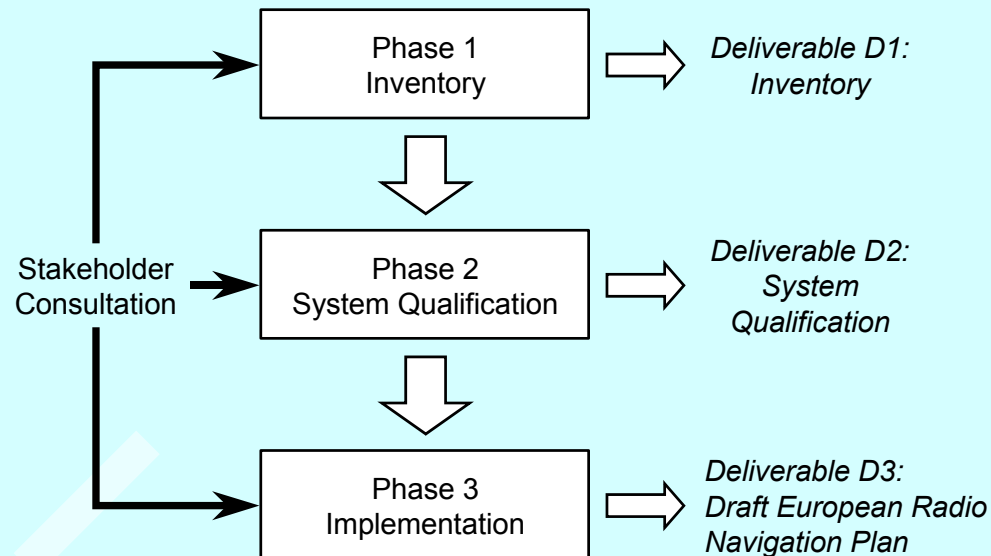 Phase 1
Inventory
Deliverable D1:
Inventory
Stakeholder
Consultation
Phase 2
System Qualification
Deliverable D2:
System
Qualification
Phase 3
Implementation
Deliverable D3:
Draft European Radio
Navigation Plan